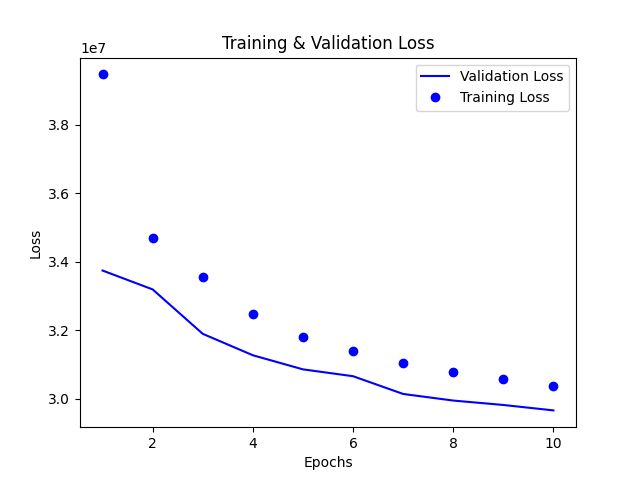 Training & Validation Loss
1e7
Validation Loss
Training Loss
3.8
3.6
3.4
3.2
3.0
Loss
2 4 6 8 10
Epochs